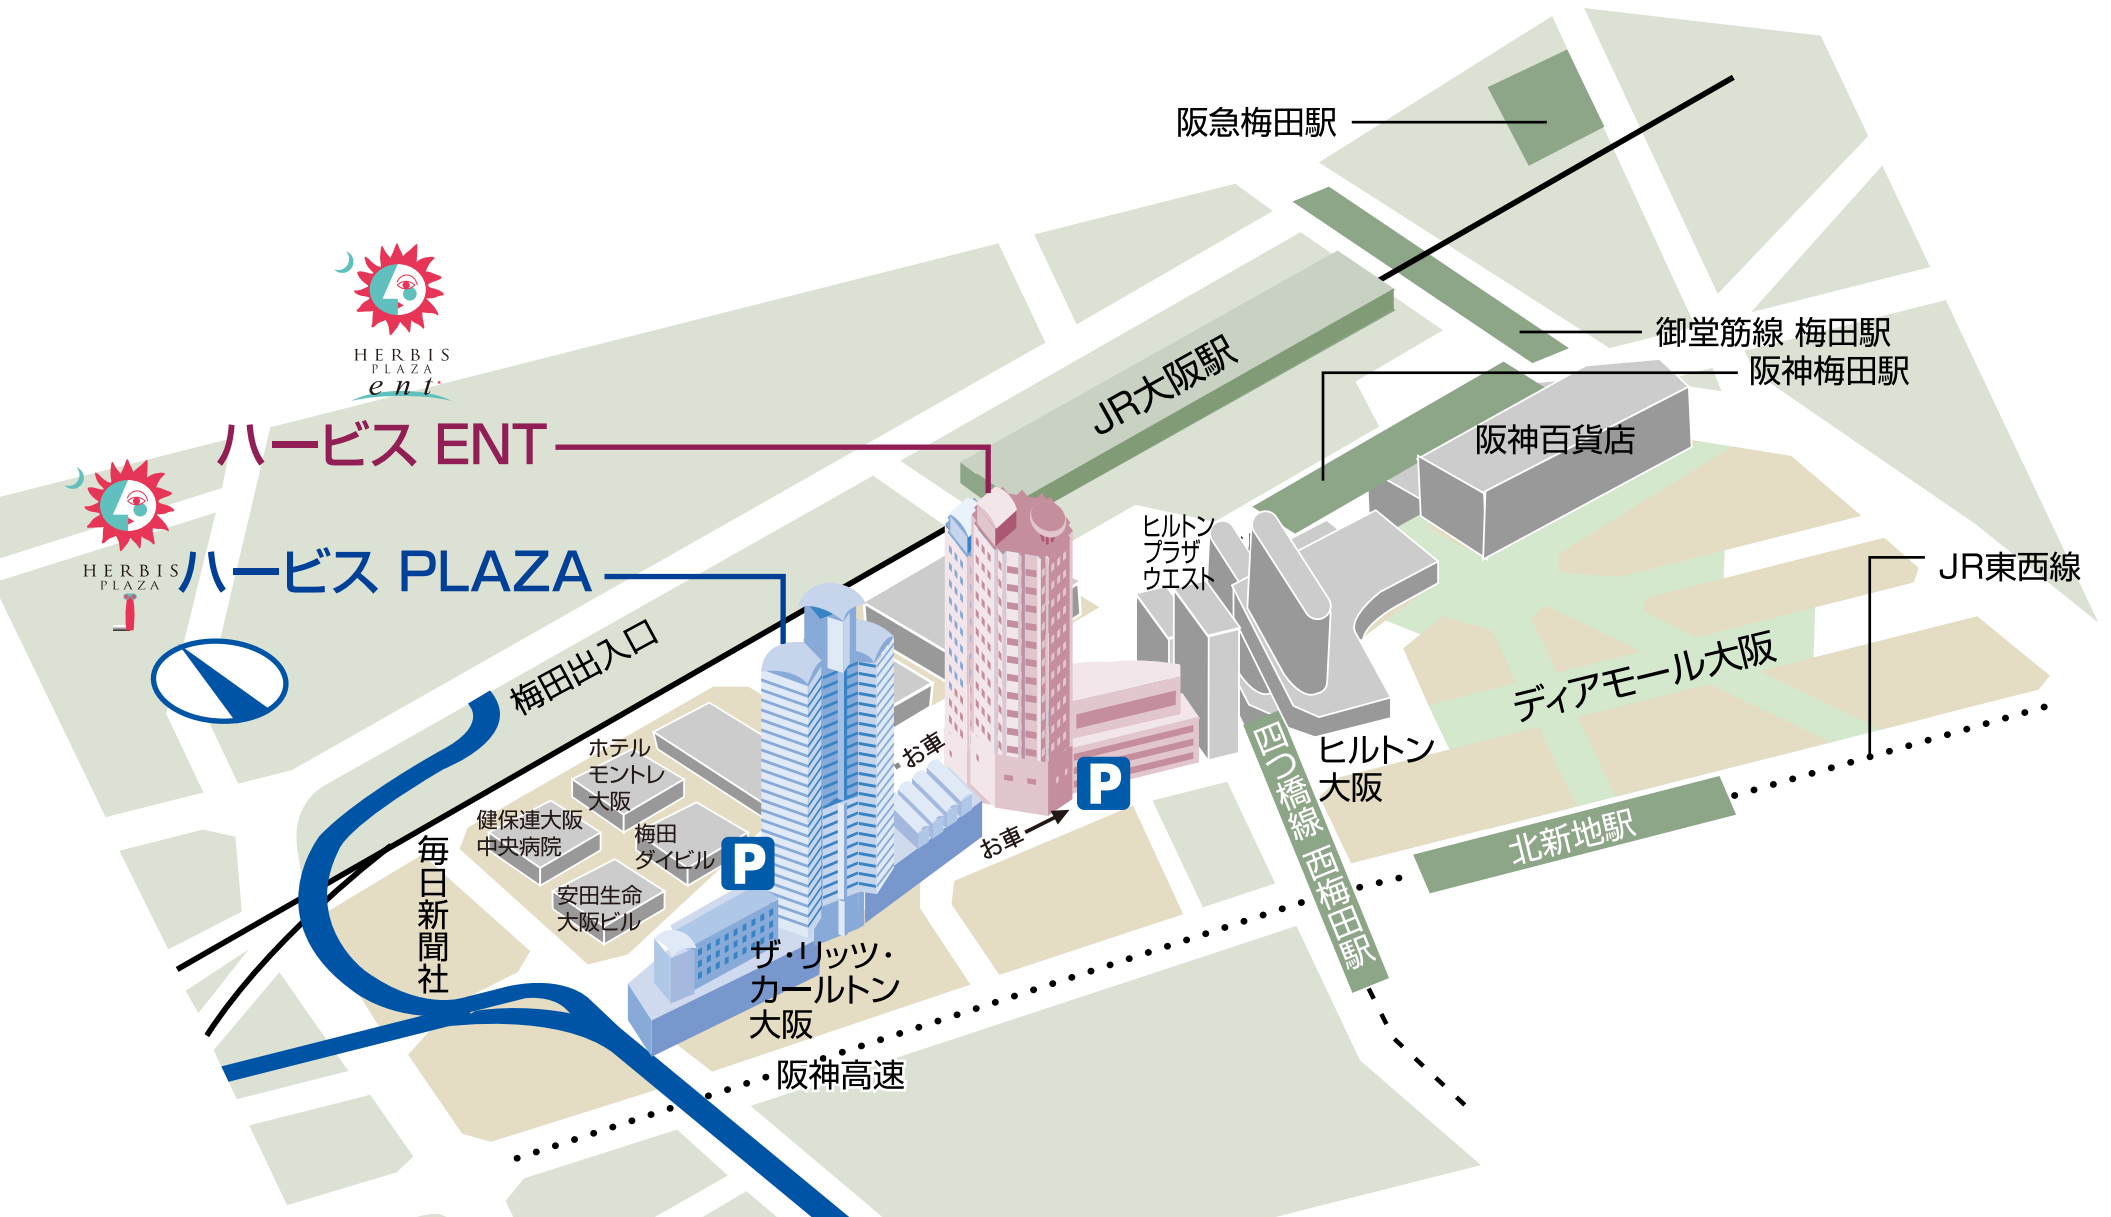 阪急梅田駅
御堂筋線 梅田駅
阪神梅田駅
JR大阪駅
HERBIS
PLAZA
ent
ハービス ENT
阪神百貨店
HERBIS
PLAZA
ハービス PLAZA
ヒルトン
プラザ
ウエスト
JR東西線
梅田出入口
ディアモール大阪
お車
ホテル
モントレ
大阪
ヒルトン
大阪
P
四つ橋線 西梅田駅
健保連大阪
中央病院
梅田
ダイビル
P
お車
北新地駅
毎日新聞社
安田生命
大阪ビル
ザ・リッツ・
カールトン
大阪
阪神高速